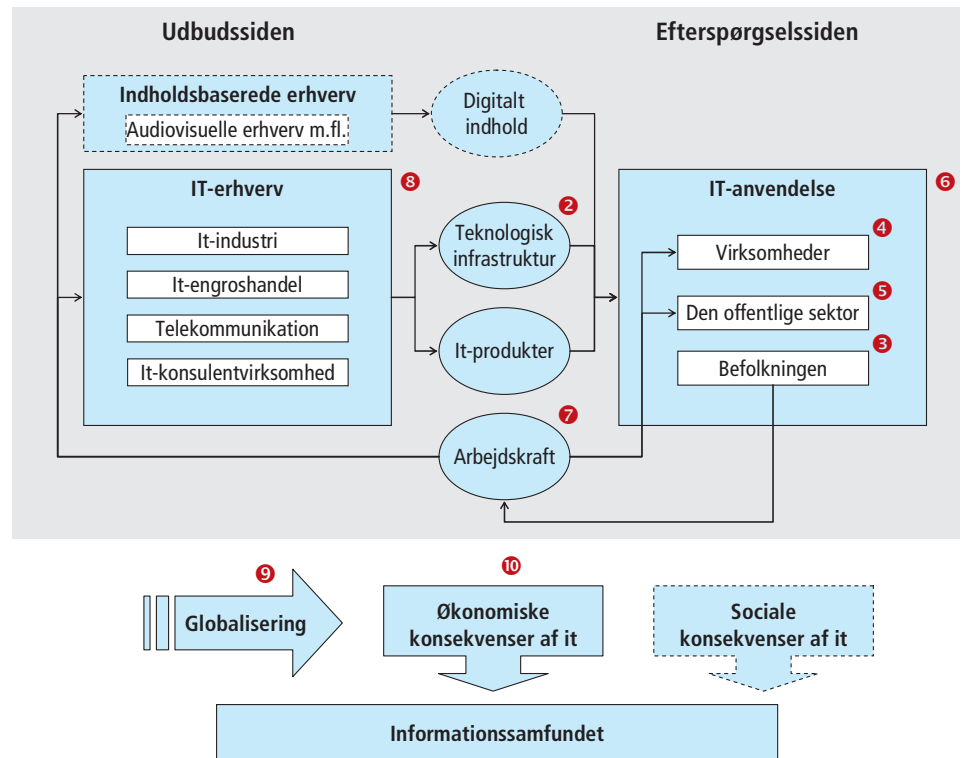 Udbudssiden
Efterspørgselssiden
Indholdsbaserede erhverv
Audiovisuelle erhverv m.fl.
Digitalt
indhold
IT-erhverv
8
It-industri
It-engroshandel
Telekommunikation
It-konsulentvirksomhed
2
Teknologisk
infrastruktur
It-produkter
7
Arbejdskraft
IT-anvendelse
6
4
Virksomheder
5
Den offentlige sektor
3
Befolkningen
9
Globalisering
10
Økonomiske
konsekvenser af it
Sociale
konsekvenser af it
Informationssamfundet